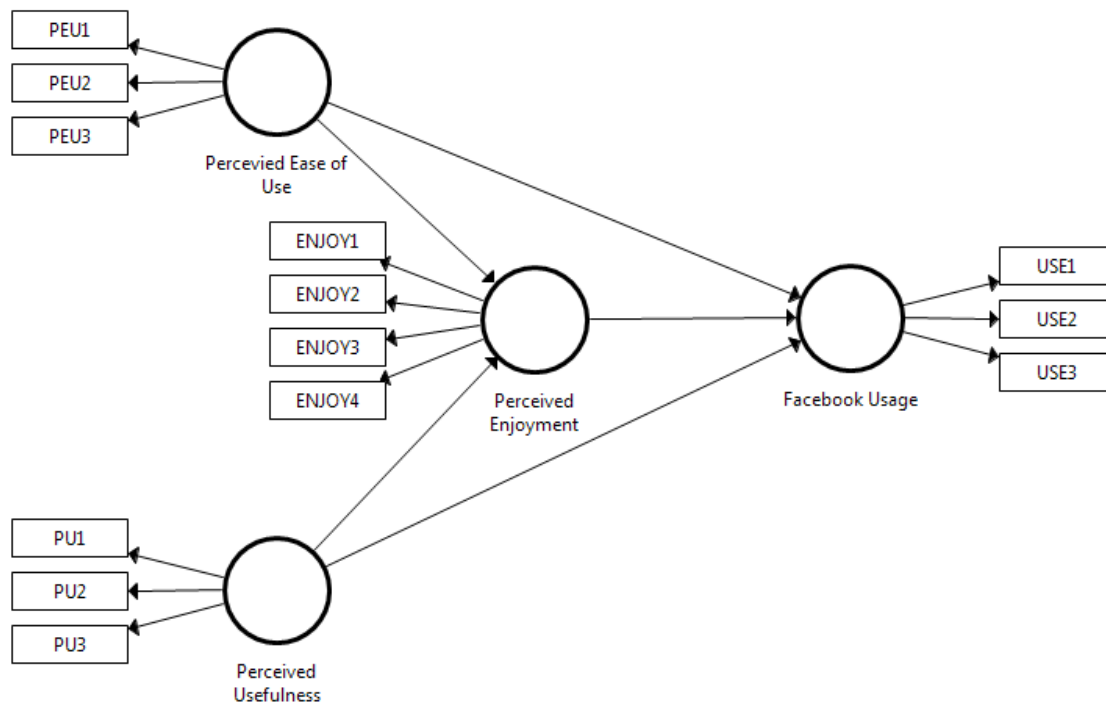 PEU1
PEU2
PEU3
Percevied Ease of
Use
ENJOY1
ENJOY2
ENJOY3
ENJOY4
Perceived
Enjoyment
USE1
USE2
USE3
Facebook Usage
PU1
PU2
PU3
Perceived
Usefulness